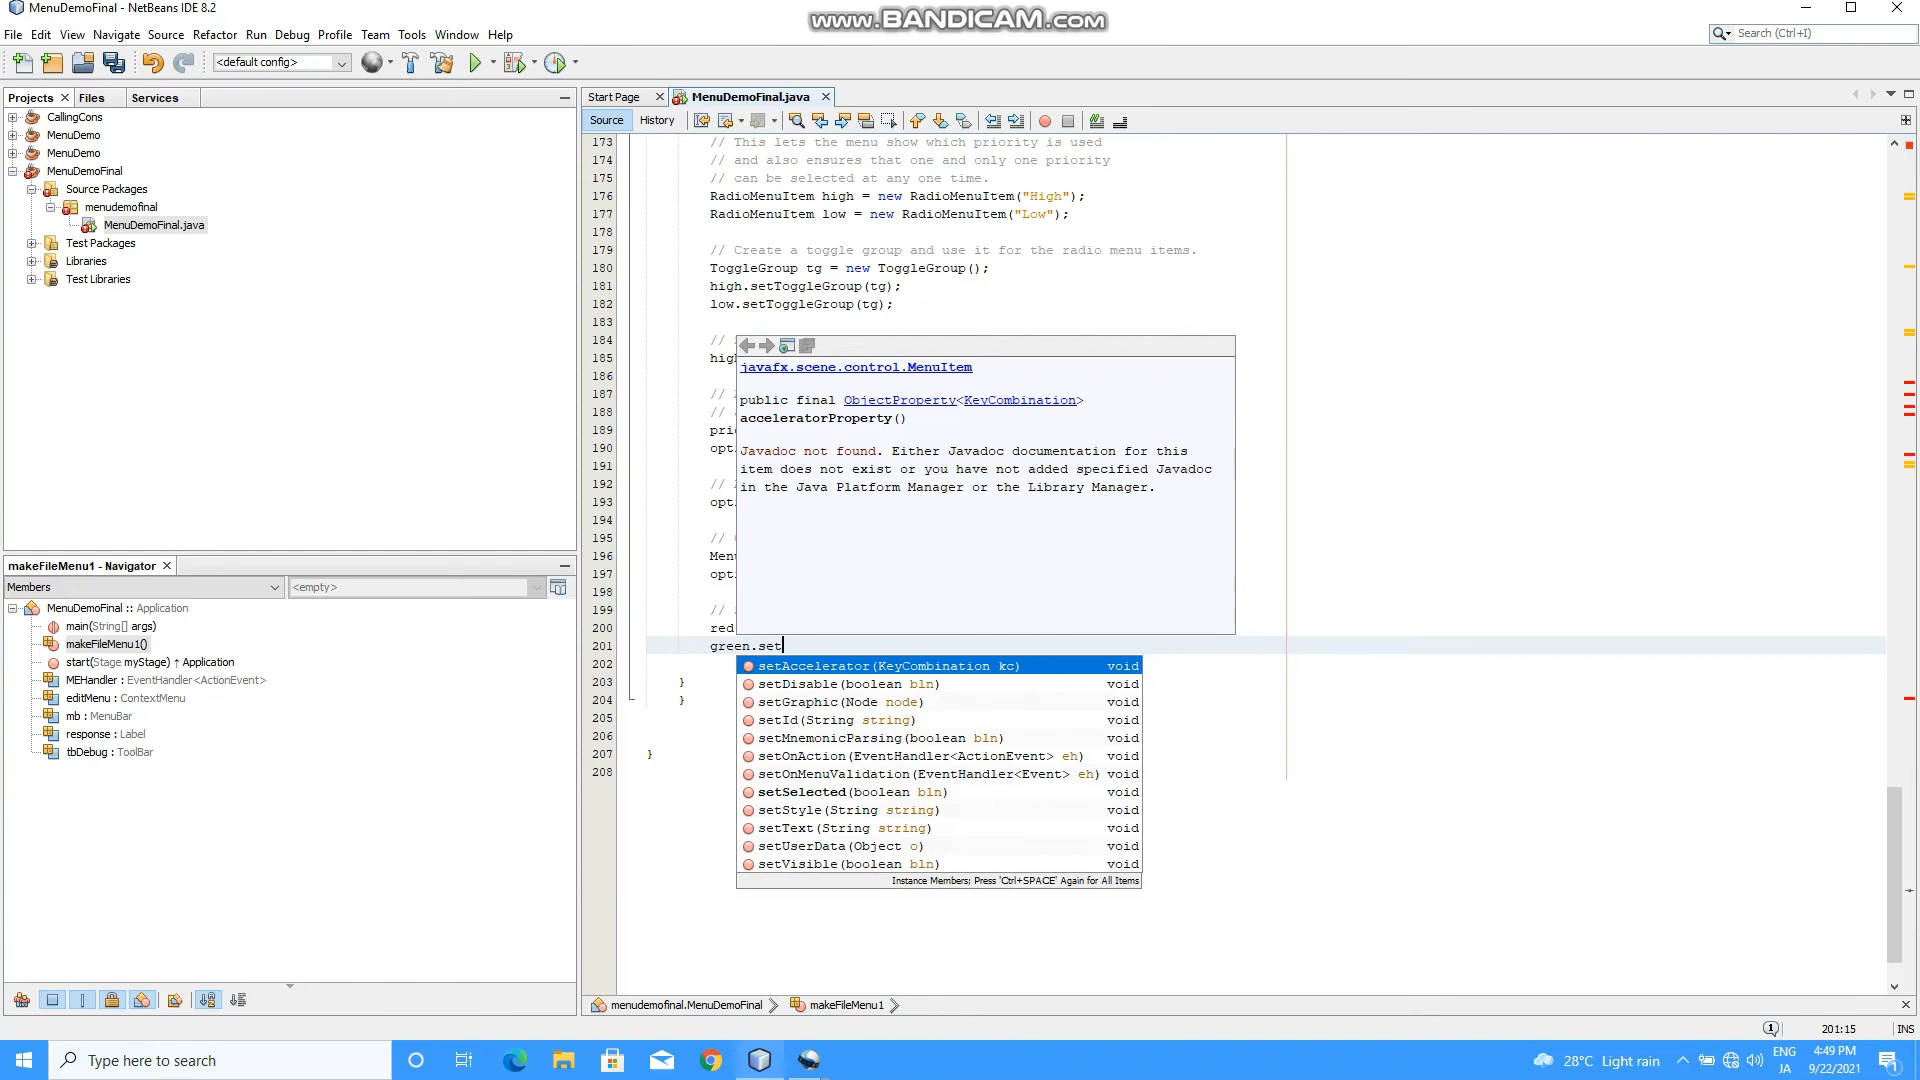 MenuDemoFinal - NetBeans IDE 8.2
www.BANDICAM.com
File Edit View Navigate Source Refactor Run Debug Profile Team Tools Window Help
Search (Ctrl+I)
<default config>
Projects Files Services
CallingCons
MenuDemo
MenuDemo
MenuDemoFinal
Source Packages
menudemofinal
MenuDemoFinal.java
Test Packages
Libraries
Test Libraries
makeFileMenu1 - Navigator
Members <empty>
MenuDemoFinal :: Application
main(String[] args)
makeFileMenu1()
start(Stage myStage) ↑ Application
MEHandler : EventHandler<ActionEvent>
editMenu : ContextMenu
mb : MenuBar
response : Label
tbDebug : ToolBar
Start Page MenuDemoFinal.java
Source History
173 // This lets the menu show which priority is used
174 // and also ensures that one and only one priority
175 // can be selected at any one time.
176 RadioMenuItem high = new RadioMenuItem("High");
177 RadioMenuItem low = new RadioMenuItem("Low");
178
179 // Create a toggle group and use it for the radio menu items.
180 ToggleGroup tg = new ToggleGroup();
181 high.setToggleGroup(tg);
182 low.setToggleGroup(tg);
183
184 //
185 hig
186
187 //
188 //
189 pri
190 opt
191
192 //
193 opt
194
195 //
196 Men
197 opt
198
199 //
200 red
201 green.set
202
203 }
204 }
205
206
207 }
208
javafx.scene.control.MenuItem
public final ObjectProperty<KeyCombination>
acceleratorProperty()
Javadoc not found. Either Javadoc documentation for this
item does not exist or you have not added specified Javadoc
in the Java Platform Manager or the Library Manager.
setAccelerator(KeyCombination kc) void
setDisable(boolean bln) void
setGraphic(Node node) void
setId(String string) void
setMnemonicParsing(boolean bln) void
setOnAction(EventHandler<ActionEvent> eh) void
setOnMenuValidation(EventHandler<Event> eh) void
setSelected(boolean bln) void
setStyle(String string) void
setText(String string) void
setUserData(Object o) void
setVisible(boolean bln) void
Instance Members; Press 'Ctrl+SPACE' Again for All Items
menudemofinal.MenuDemoFinal makeFileMenu1
1 201:15 INS
Type here to search
28°C Light rain
ENG
JA
4:49 PM
9/22/2021
1